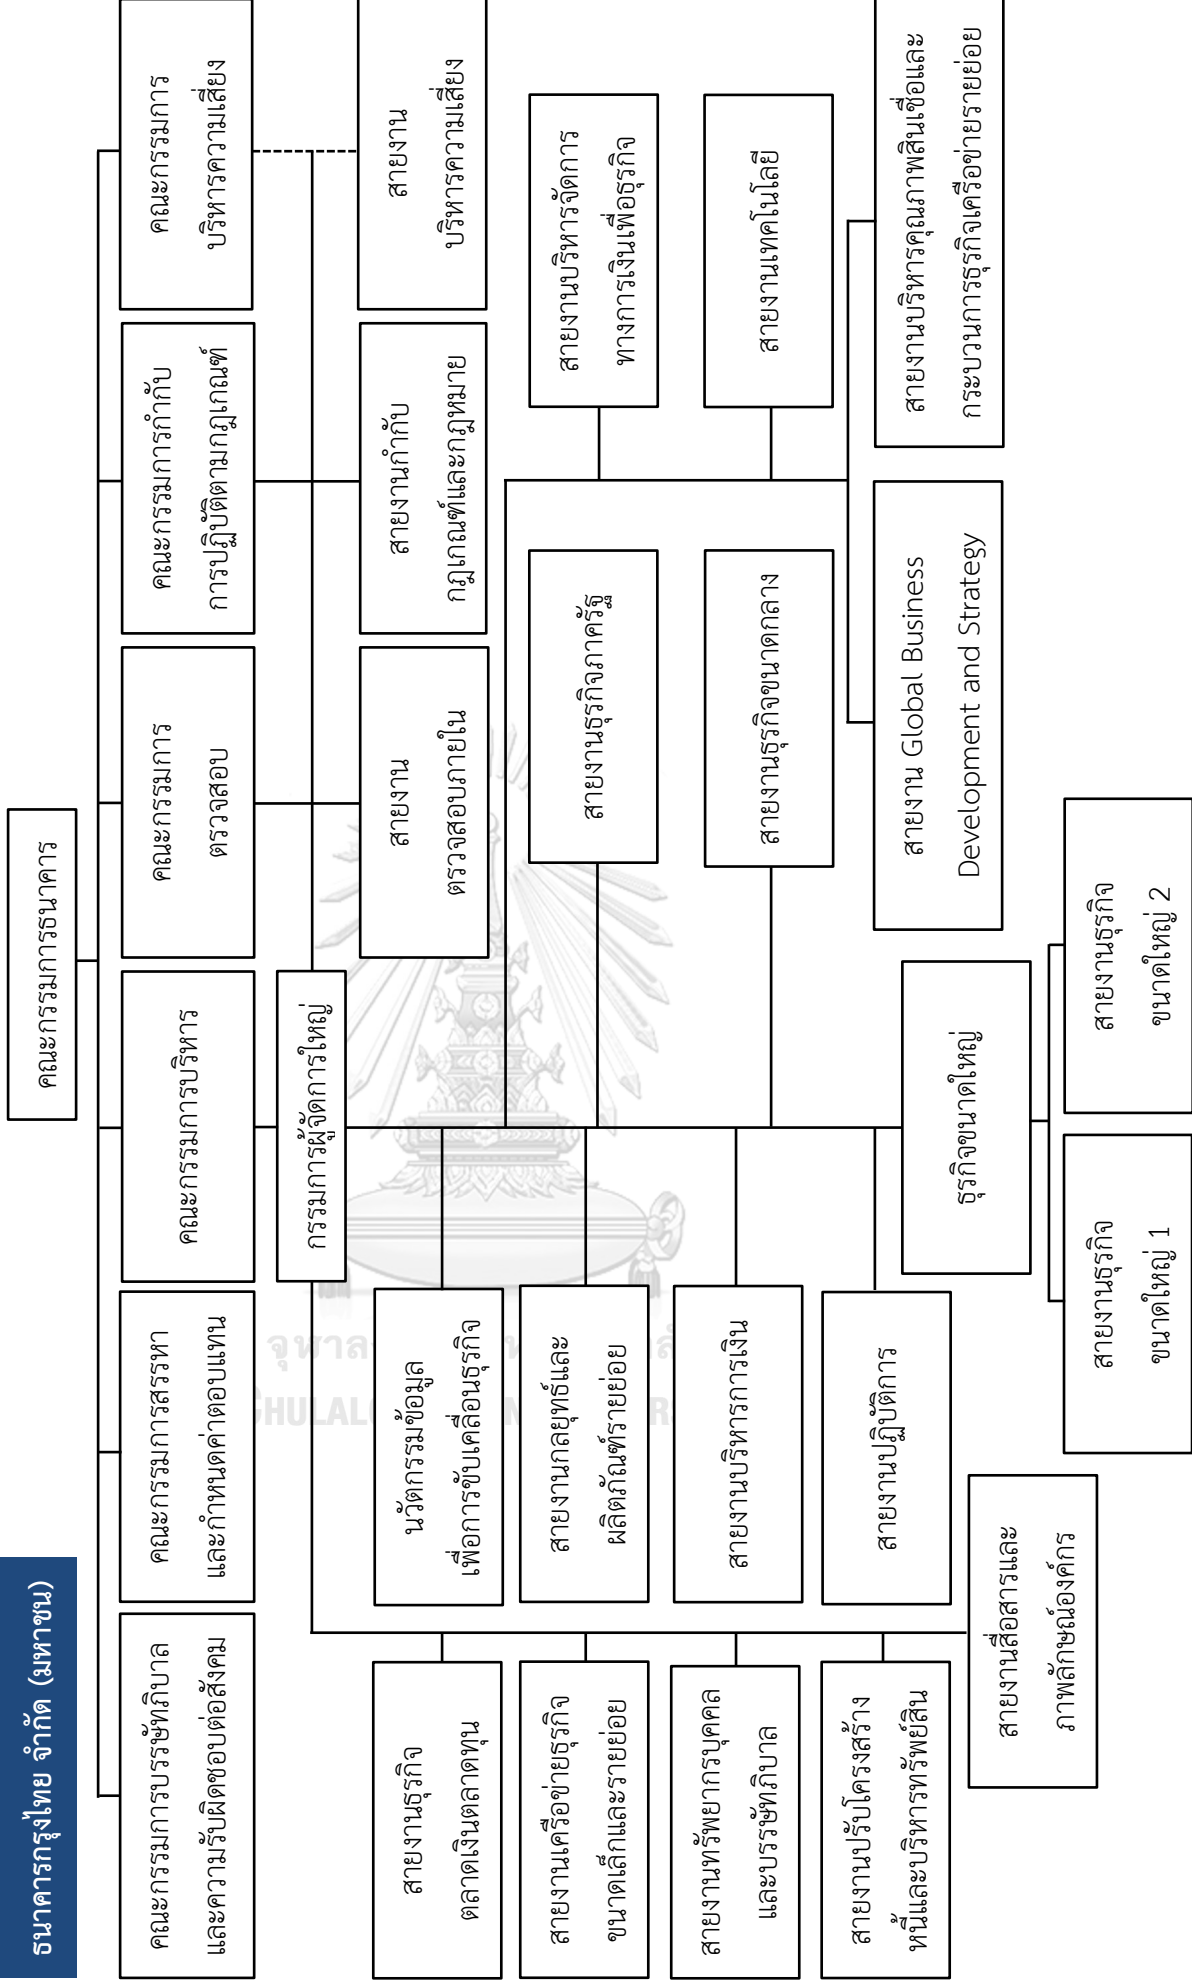 ธนาคารกรุงไทย จำกัด (มหาชน)
คณะกรรมการธนาคาร
คณะกรรมการบรรษัทภิบาล
และความรับผิดชอบต่อสังคม
คณะกรรมการสรรหา
และกำหนดค่าตอบแทน
คณะกรรมการบริหาร
คณะกรรมการ
ตรวจสอบ
คณะกรรมการกำกับ
การปฏิบัติตามกฎเกณฑ์
คณะกรรมการ
บริหารความเสี่ยง
กรรมการผู้จัดการใหญ่
สายงาน
ตรวจสอบภายใน
สายงานกำกับ
กฎเกณฑ์และกฎหมาย
สายงาน
บริหารความเสี่ยง
สายงานธุรกิจ
ตลาดเงินตลาดทุน
นวัตกรรมข้อมูล
เพื่อการขับเคลื่อนธุรกิจ
สายงานเครือข่ายธุรกิจ
ขนาดเล็กและรายย่อย
สายงานกลยุทธ์และ
ผลิตภัณฑ์รายย่อย
สายงานธุรกิจภาครัฐ
สายงานบริหารจัดการ
ทางการเงินเพื่อธุรกิจ
สายงานทรัพยากรบุคคล
และบรรษัทภิบาล
สายงานบริหารการเงิน
สายงานธุรกิจขนาดกลาง
สายงานเทคโนโลยี
สายงานปรับโครงสร้าง
หนี้และบริหารทรัพย์สิน
สายงานปฏิบัติการ
สายงาน Global Business
Development and Strategy
สายงานบริหารคุณภาพสินเชื่อและ
กระบวนการธุรกิจเครือข่ายรายย่อย
สายงานสื่อสารและ
ภาพลักษณ์องค์กร
ธุรกิจขนาดใหญ่
สายงานธุรกิจ
ขนาดใหญ่ 1
สายงานธุรกิจ
ขนาดใหญ่ 2